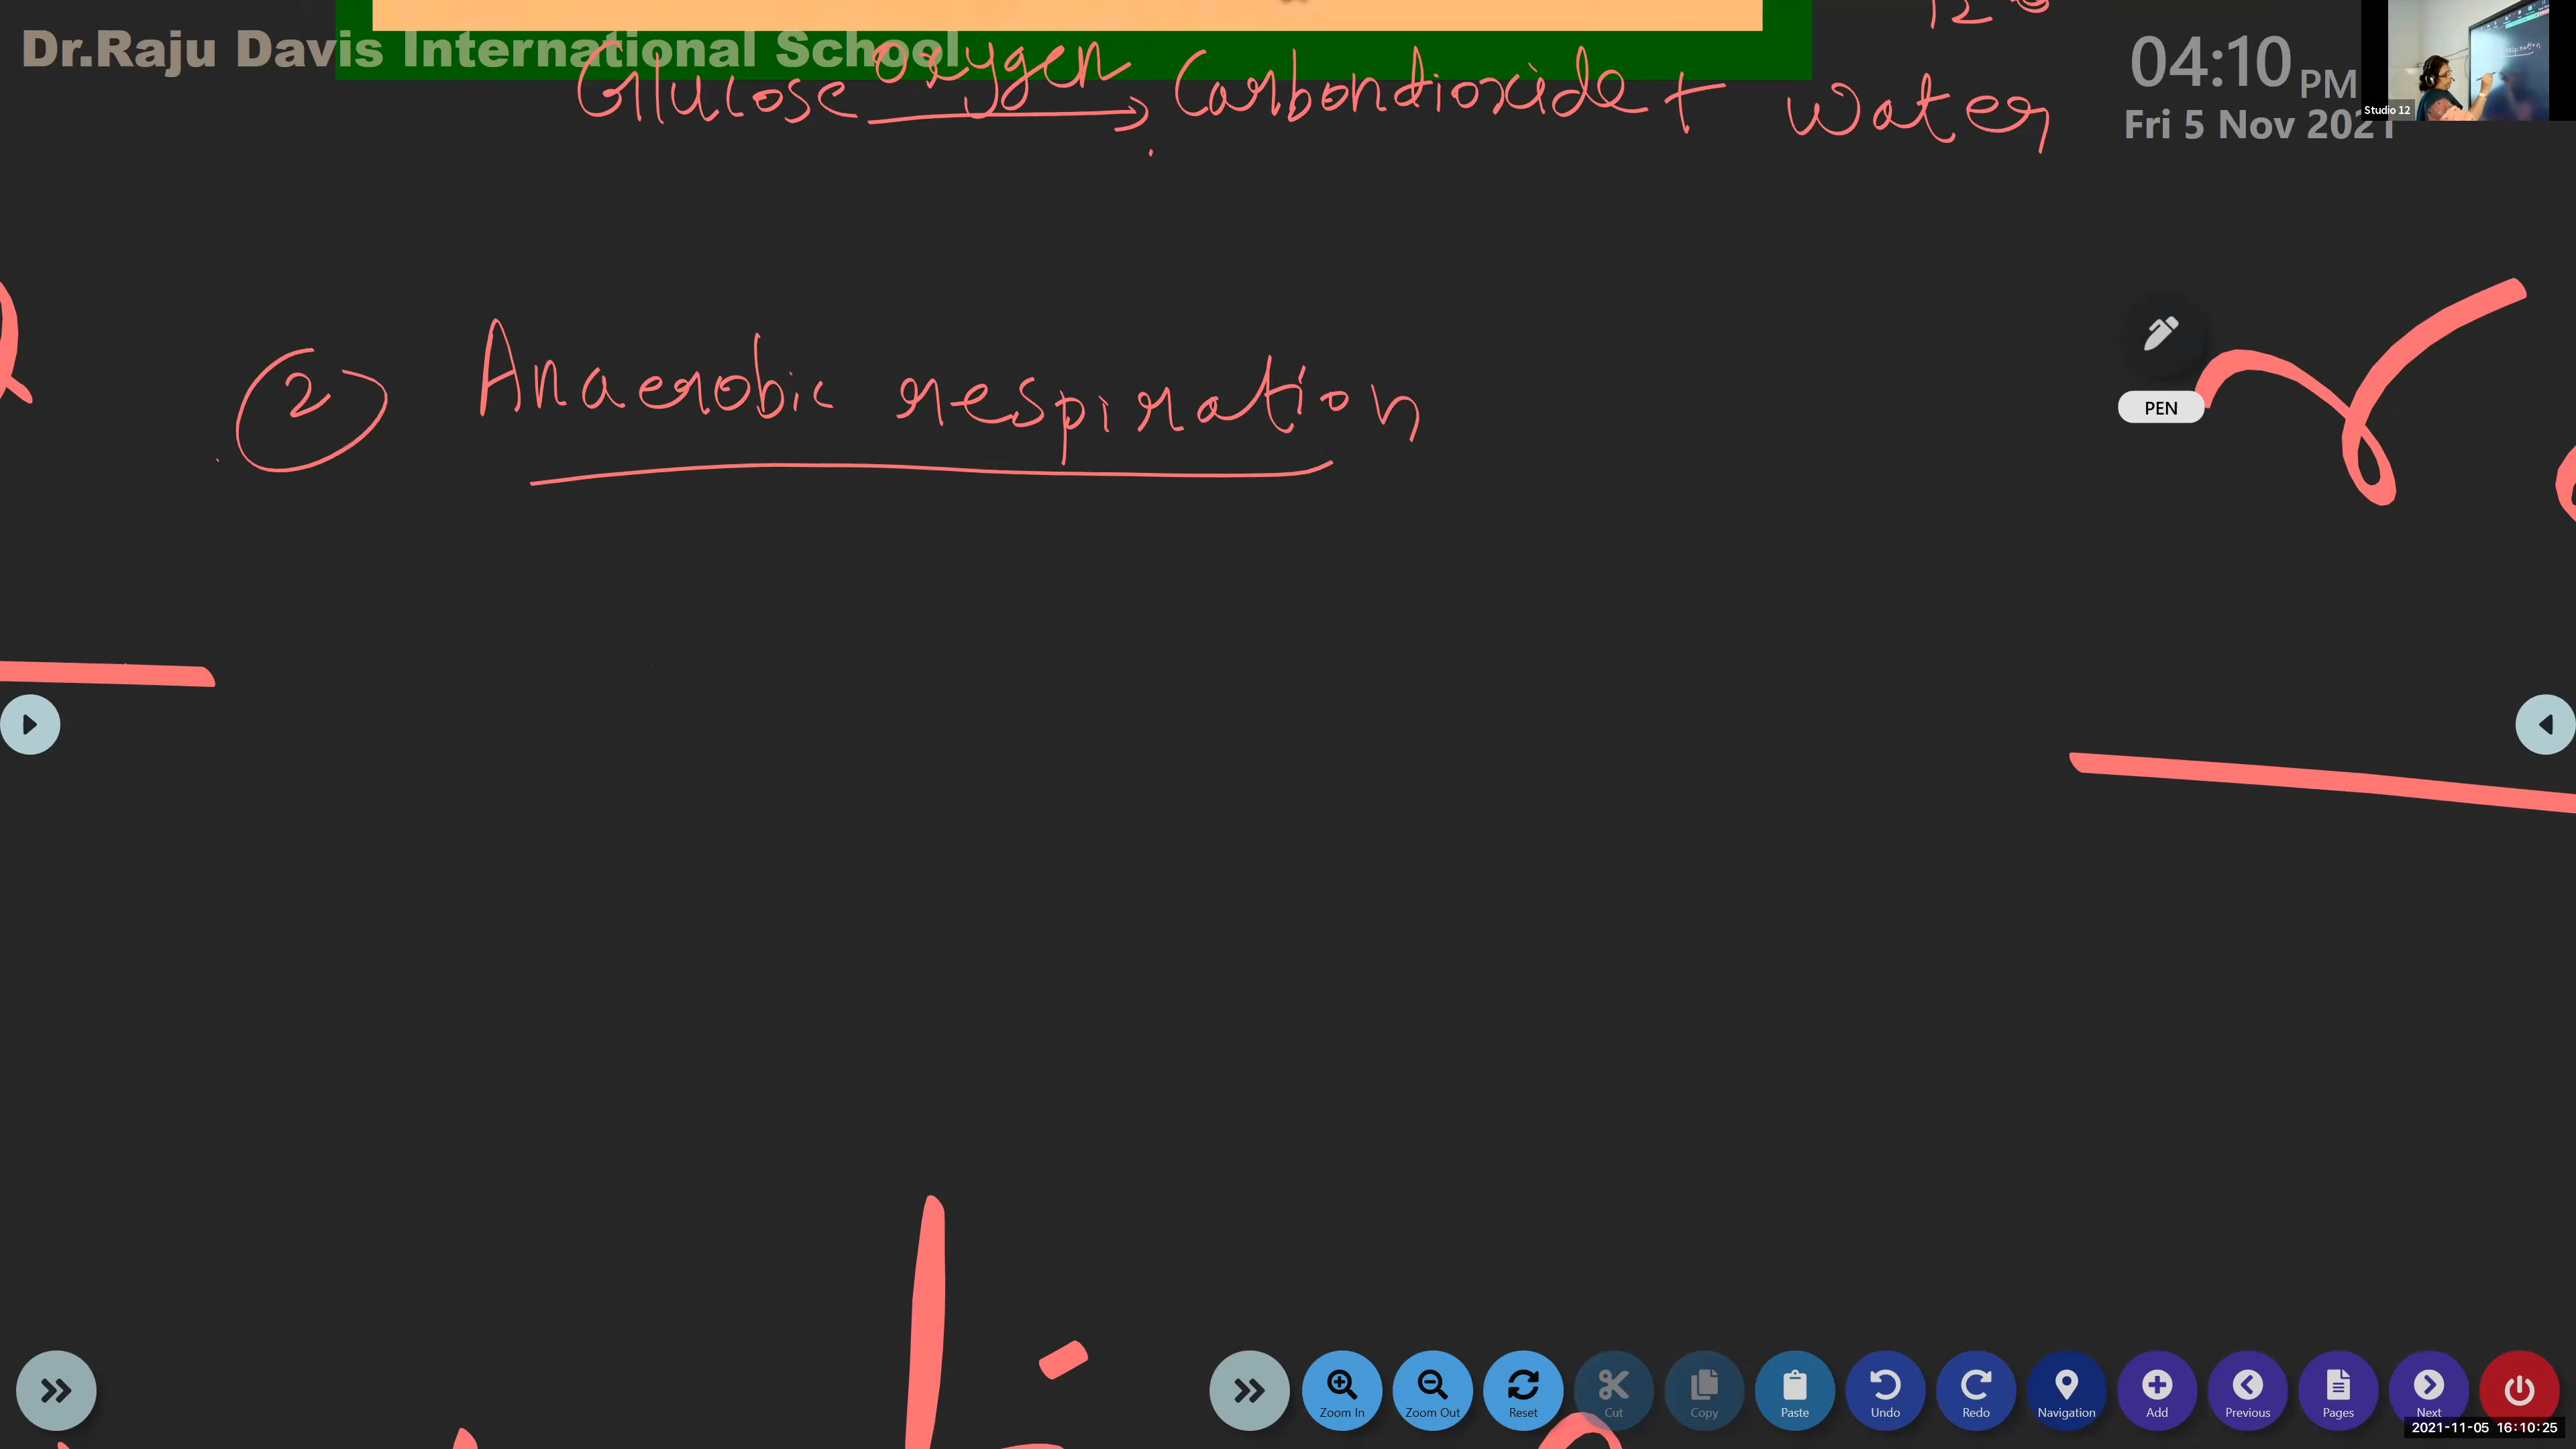 Dr.Raju Davis International School
04:10 PM
Fri 5 Nov 2021
Studio 12
Glucose oxygen Carbondioxide + water
2 Anaerobic respiration
PEN
Zoom In
Zoom Out
Reset
Cut
Copy
Paste
Undo
Redo
Navigation
Add
Previous
Pages
Next
2021-11-05 16:10:25